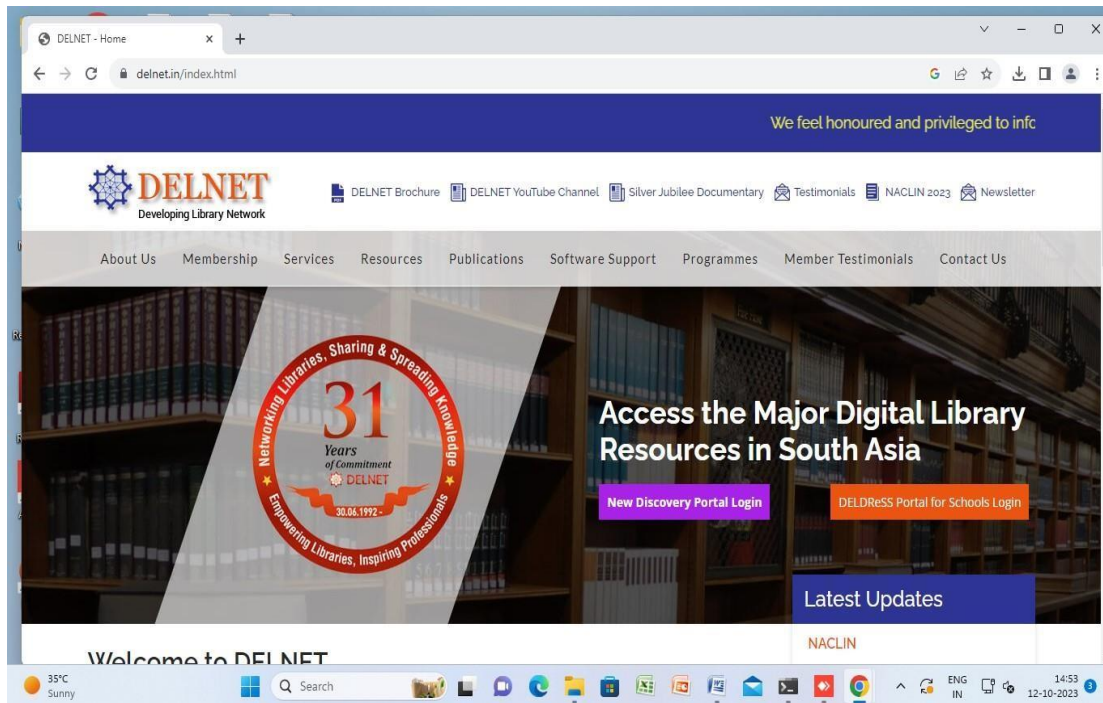 DELNET - Home
delnet.in/index.html
We feel honoured and privileged to info
DELNET
Developing Library Network
DELNET Brochure DELNET YouTube Channel Silver Jubilee Documentary Testimonials NACLIN 2023 Newsletter
About Us Membership Services Resources Publications Software Support Programmes Member Testimonials Contact Us
Networking Libraries, Sharing & Spreading Knowledge
31
Years
of Commitment
DELNET
30.06.1992 -
Empowering Libraries, Inspiring Professionals
Access the Major Digital Library
Resources in South Asia
New Discovery Portal Login DELDReSS Portal for Schools Login
Latest Updates
NACLIN
Welcome to DELNET
35°C
Sunny
Search
ENG
IN
14:53
12-10-2023
3